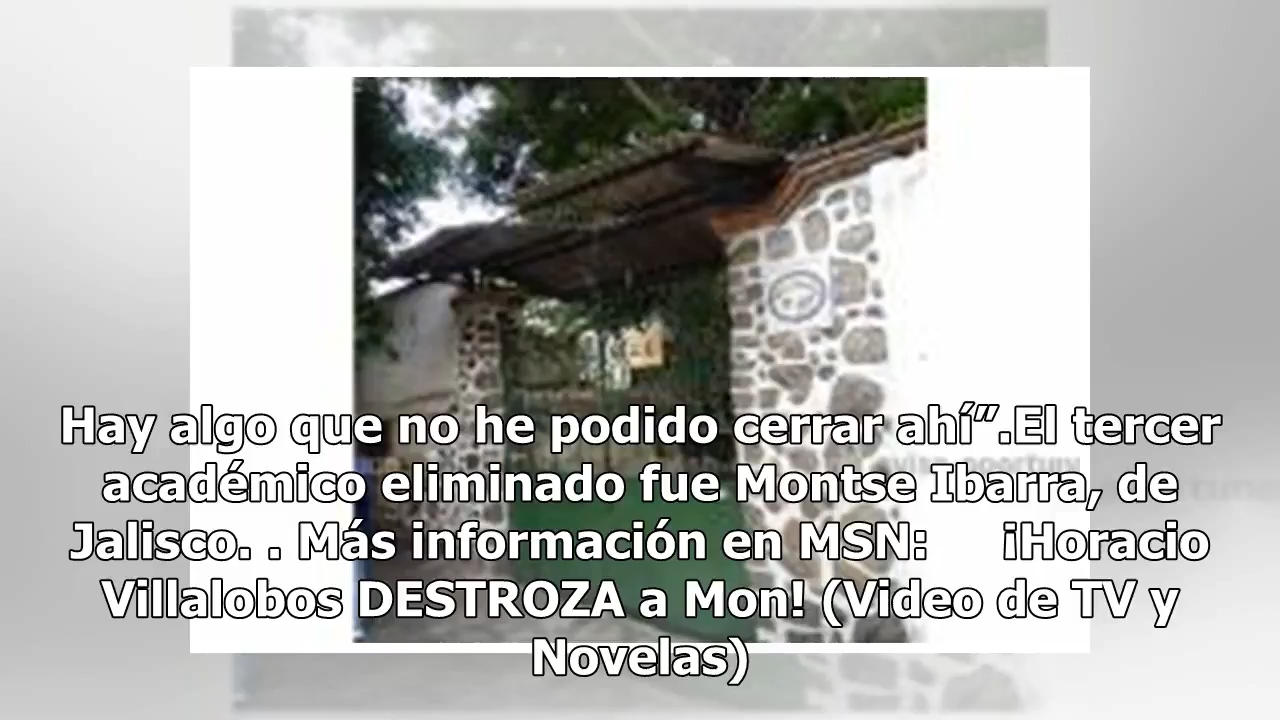 Hay algo que no he podido cerrar ahí”.El tercer
académico eliminado fue Montse Ibarra, de
Jalisco. . Más información en MSN: ¡Horacio
Villalobos DESTROZA a Mon! (Video de TV y
Novelas)